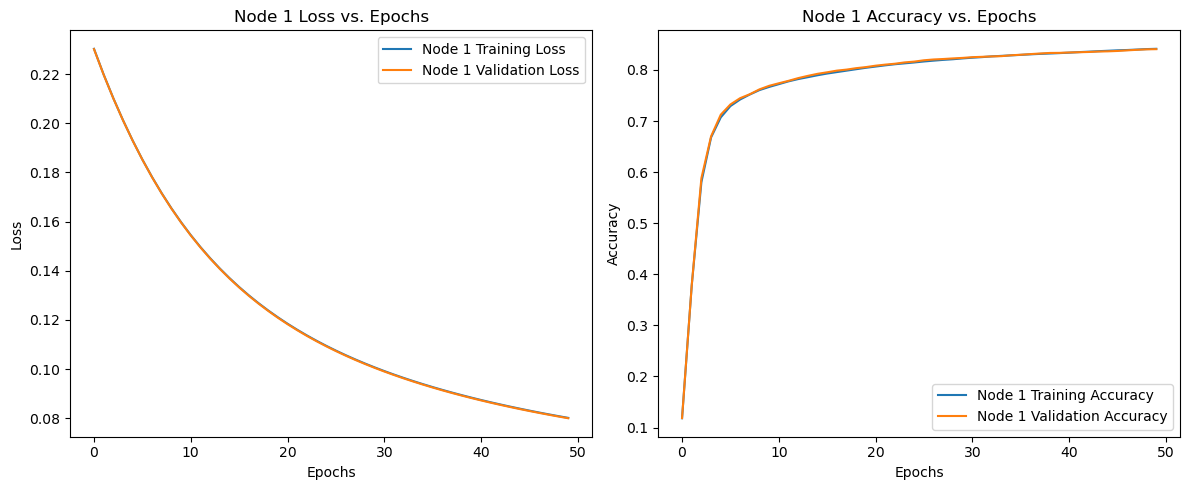 Node 1 Loss vs. Epochs
Node 1 Training Loss
Node 1 Validation Loss
0.22
0.20
0.18
0.16
0.14
0.12
0.10
0.08
Loss
0 10 20 30 40 50
Epochs
Node 1 Accuracy vs. Epochs
0.8
0.7
0.6
0.5
0.4
0.3
0.2
0.1
Accuracy
Node 1 Training Accuracy
Node 1 Validation Accuracy
0 10 20 30 40 50
Epochs